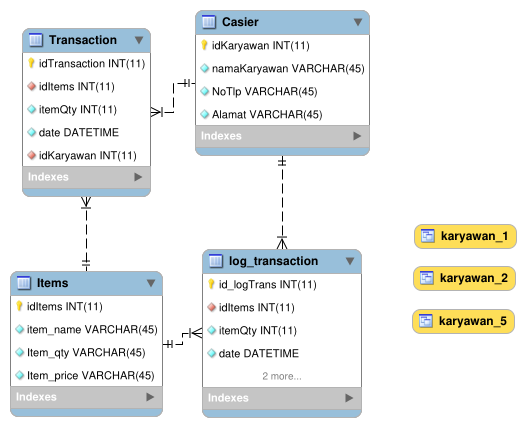 Transaction
idTransaction INT(11)
idItems INT(11)
itemQty INT(11)
date DATETIME
idKaryawan INT(11)
Indexes
Casier
idKaryawan INT(11)
namaKaryawan VARCHAR(45)
NoTlp VARCHAR(45)
Alamat VARCHAR(45)
Indexes
Items
idItems INT(11)
item_name VARCHAR(45)
Item_qty VARCHAR(45)
Item_price VARCHAR(45)
Indexes
log_transaction
id_logTrans INT(11)
idItems INT(11)
itemQty INT(11)
date DATETIME
2 more...
Indexes
karyawan_1
karyawan_2
karyawan_5